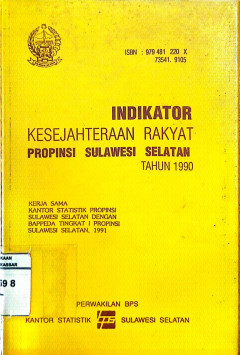 ISBN : 979 481 220 X
73541. 9105
INDIKATOR
KESEJAHTERAAN RAKYAT
PROPINSI SULAWESI SELATAN
TAHUN 1990
KERJA SAMA
KANTOR STATISTIK PROPINSI
SULAWESI SELATAN DENGAN
BAPPEDA TINGKAT I PROPINSI
SULAWESI SELATAN, 1991
PERWAKILAN BPS
KANTOR STATISTIK SULAWESI SELATAN